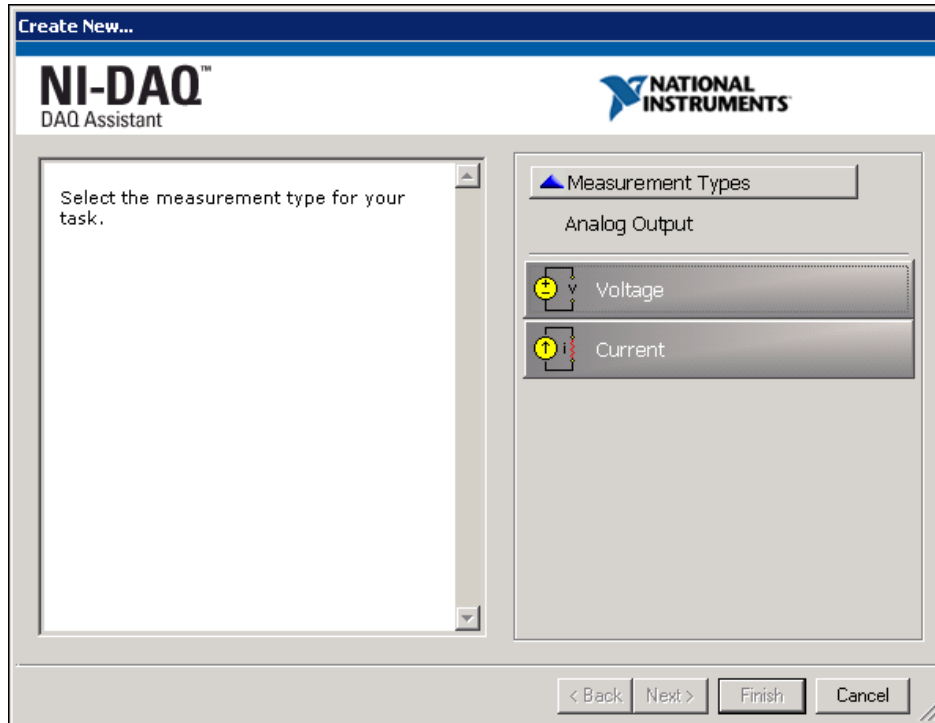 Create New...
NI-DAQ™
DAQ Assistant
NATIONAL
INSTRUMENTS
Select the measurement type for your
task.
Measurement Types
Analog Output
Voltage
Current
< Back
Next >
Finish
Cancel